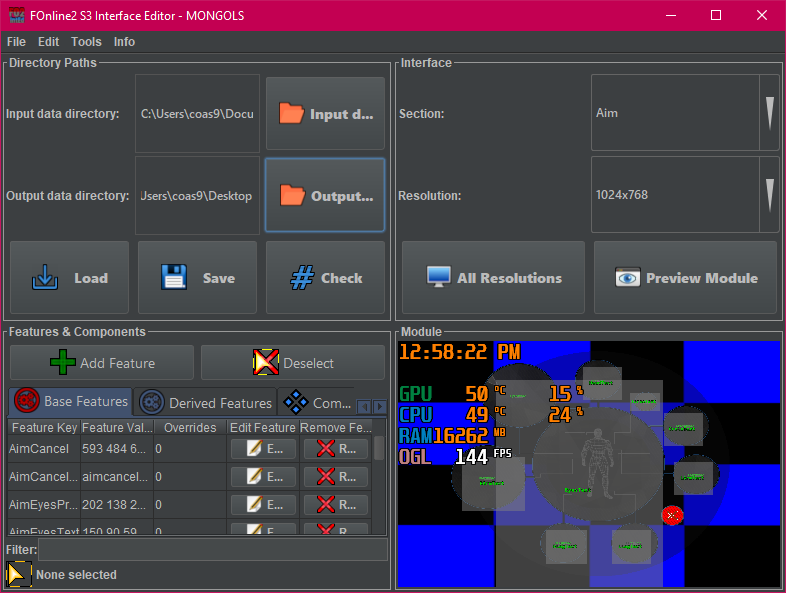 FOnline2 S3 Interface Editor - MONGOLS
File Edit Tools Info
Directory Paths
Input data directory: C:\Users\coas9\Docu Input d...
Output data directory: Users\coas9\Desktop Output...
Load Save Check
Interface
Section: Aim
Resolution: 1024x768
All Resolutions Preview Module
Features & Components
Add Feature Deselect
Base Features Derived Features Com...
Feature Key Feature Val... Overrides Edit Feature Remove Fe...
AimCancel 593 484 6... 0 E... R...
AimCancel... aimcancel... 0 E... R...
AimEyesPr... 202 138 2... 0 E... R...
AimEyesText 150 90 59 0 E... R...
Filter:
None selected
Module
12:58:22 PM
GPU 50 °C 15 %
CPU 49 °C 24 %
RAM 16262 MB
OGL 144 FPS